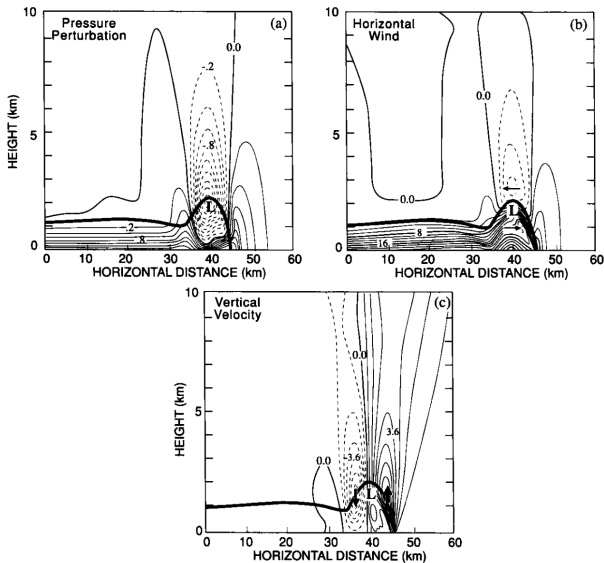 Pressure
Perturbation
(a)
0.0
.2
.8
L
-.2
-.8
10
5
0
HEIGHT (km)
0 10 20 30 40 50 60
HORIZONTAL DISTANCE (km)
Horizontal
Wind
(b)
0.0
0.0
L
8
16
10
5
0
0 10 20 30 40 50 60
HORIZONTAL DISTANCE (km)
Vertical
Velocity
(c)
0.0
3.6
-3.6
0.0
L
10
5
0
HEIGHT (km)
0 10 20 30 40 50 60
HORIZONTAL DISTANCE (km)